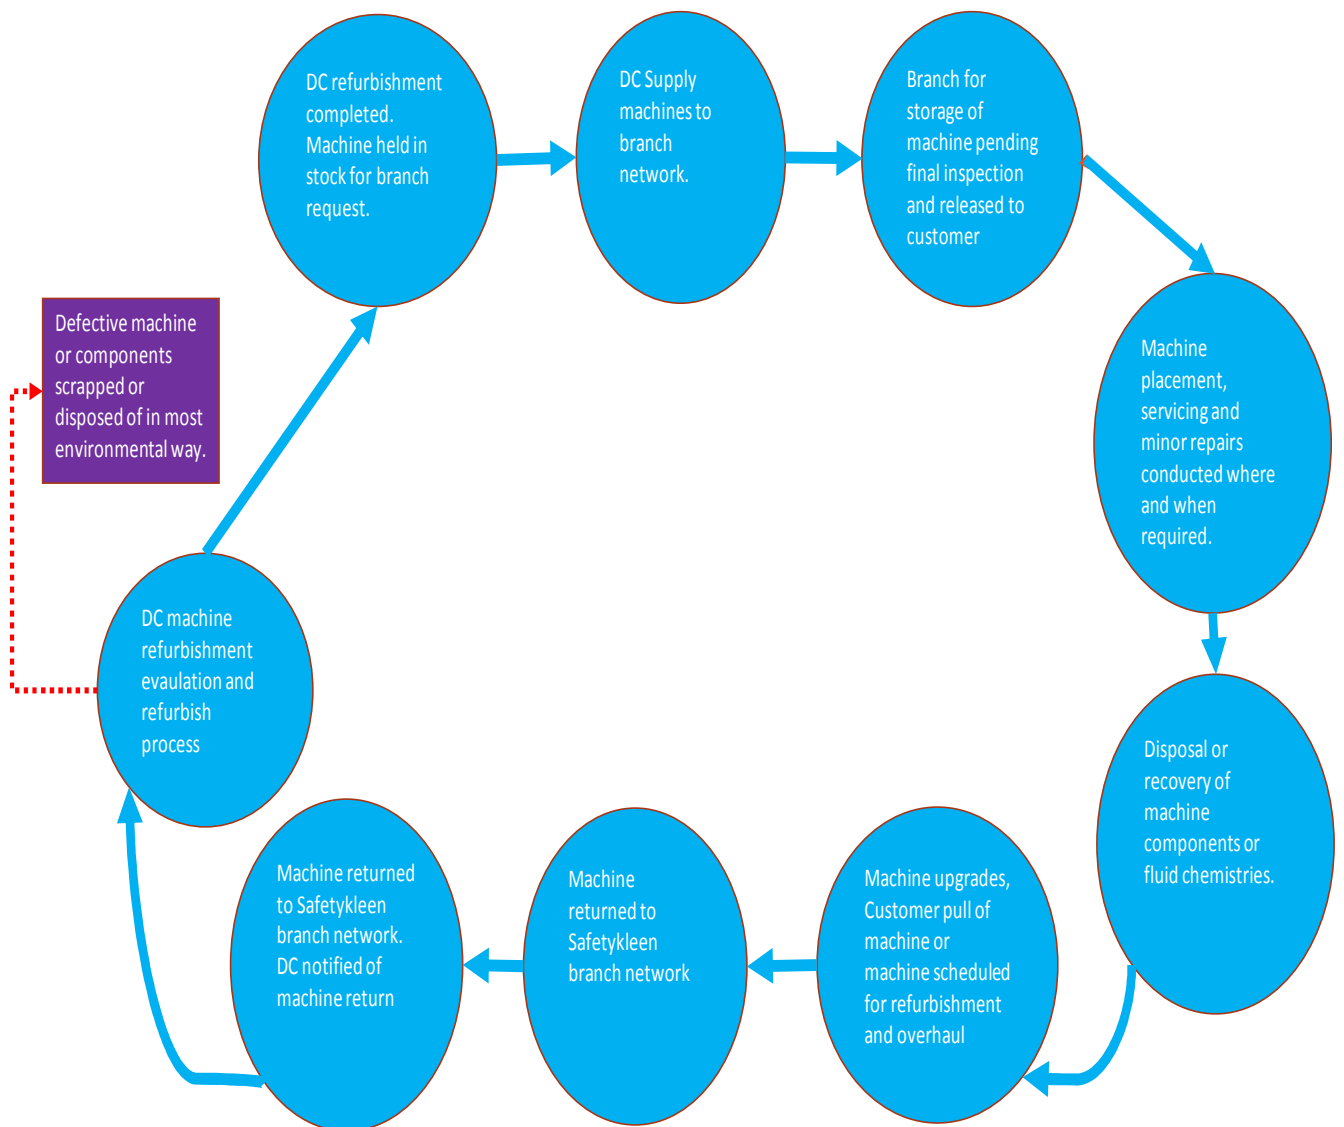 DC refurbishment
completed.
Machine held in
stock for branch
request.
DC Supply
machines to
branch
network.
Branch for
storage of
machine pending
final inspection
and released to
customer
Machine
placement,
servicing and
minor repairs
conducted where
and when
required.
Disposal or
recovery of
machine
components or
fluid chemistries.
Machine upgrades,
Customer pull of
machine or
machine scheduled
for refurbishment
and overhaul
Machine
returned to
Safetykleen
branch network
Machine returned
to Safetykleen
branch network.
DC notified of
machine return
DC machine
refurbishment
evaulation and
refurbish
process
Defective machine
or components
scrapped or
disposed of in most
environmental way.